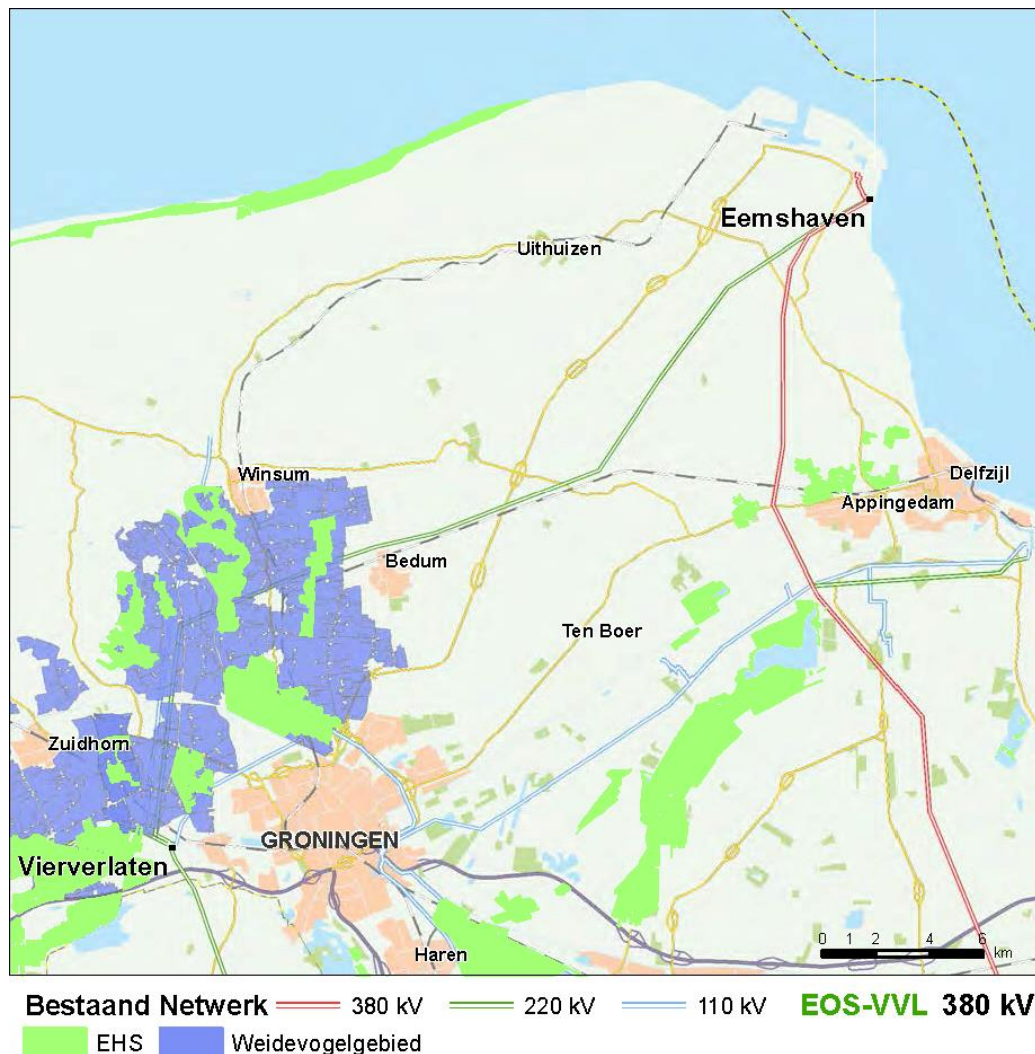 Eemshaven
Uithuizen
Winsum
Delfzijl
Appingedam
Bedum
Ten Boer
Zuidhorn
GRONINGEN
Vierverlaten
Haren
0 1 2 4 6
km
Bestaand Netwerk 380 kV 220 kV 110 kV EOS-VVL 380 kV
EHS Weidevogelgebied